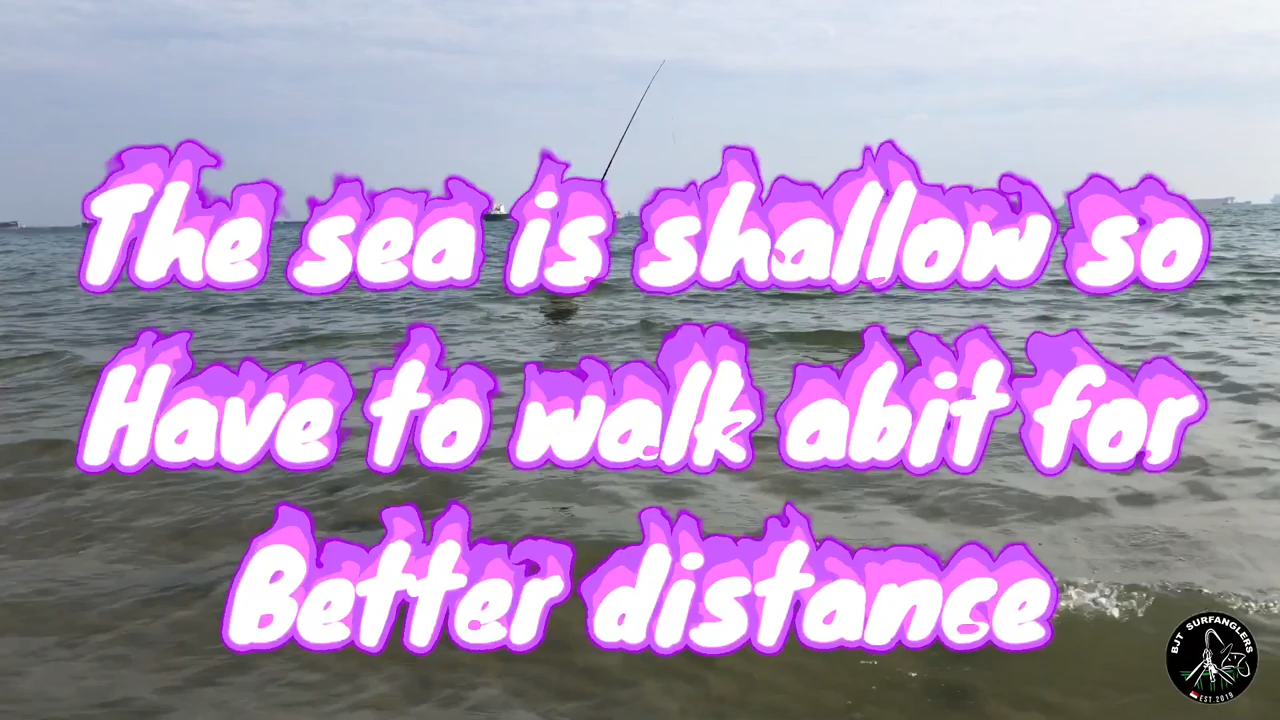 The sea is shallow so
Have to walk abit for
Better distance
BJT SURFANGLERS
EST.2019